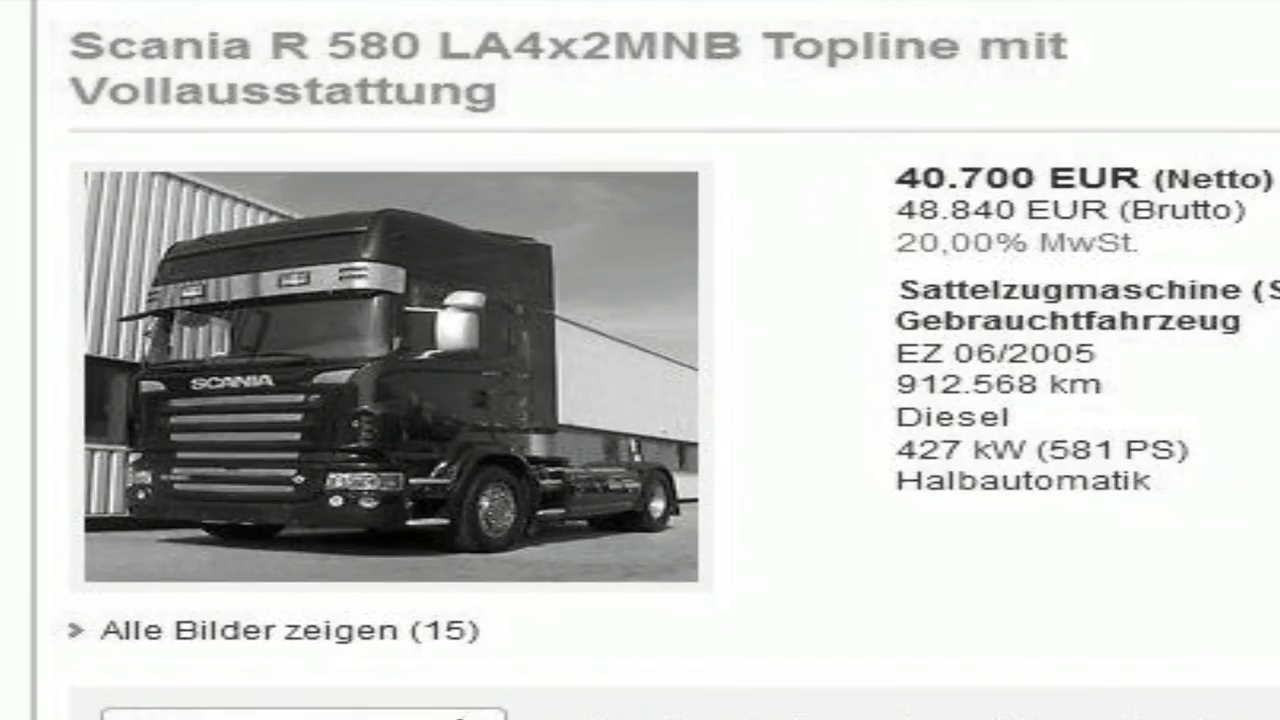 Scania R 580 LA4x2MNB Topline mit
Vollausstattung
40.700 EUR (Netto)
48.840 EUR (Brutto)
20,00% MwSt.
Sattelzugmaschine (S
Gebrauchtfahrzeug
EZ 06/2005
912.568 km
Diesel
427 kW (581 PS)
Halbautomatik
SCANIA
> Alle Bilder zeigen (15)